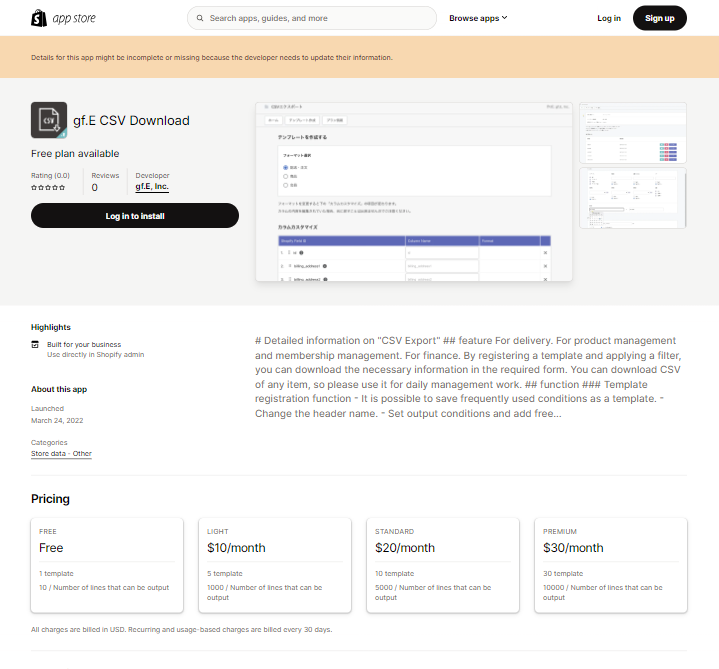 app store
Search apps, guides, and more
Browse apps
Log in
Sign up
Details for this app might be incomplete or missing because the developer needs to update their information.
CSV
gf.E CSV Download
Free plan available
Rating (0.0)
Reviews
0
Developer
gf.E, Inc.
Log in to install
テンプレートを作成する
フォーマット選択
カラムカスタマイズ
Highlights
Built for your business
Use directly in Shopify admin
About this app
Launched
March 24, 2022
Categories
Store data - Other
# Detailed information on "CSV Export" ## feature For delivery. For product management
and membership management. For finance. By registering a template and applying a filter,
you can download the necessary information in the required form. You can download CSV
of any item, so please use it for daily management work. ## function ### Template
registration function - It is possible to save frequently used conditions as a template. -
Change the header name. - Set output conditions and add free...
Pricing
FREE
Free
1 template
10 / Number of lines that can be output
LIGHT
$10/month
5 template
1000 / Number of lines that can be
output
STANDARD
$20/month
10 template
5000 / Number of lines that can be
output
PREMIUM
$30/month
30 template
10000 / Number of lines that can be
output
All charges are billed in USD. Recurring and usage-based charges are billed every 30 days.